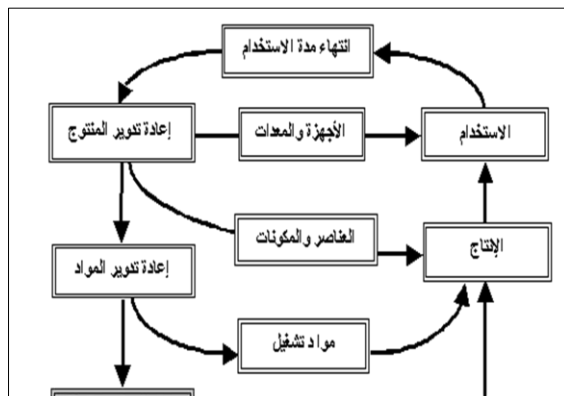 انتهاء مدة الاستخدام
إعادة تدوير المنتوج
الأجهزة والمعدات
الاستخدام
العناصر والمكونات
الإنتاج
إعادة تدوير المواد
مواد تشغيل